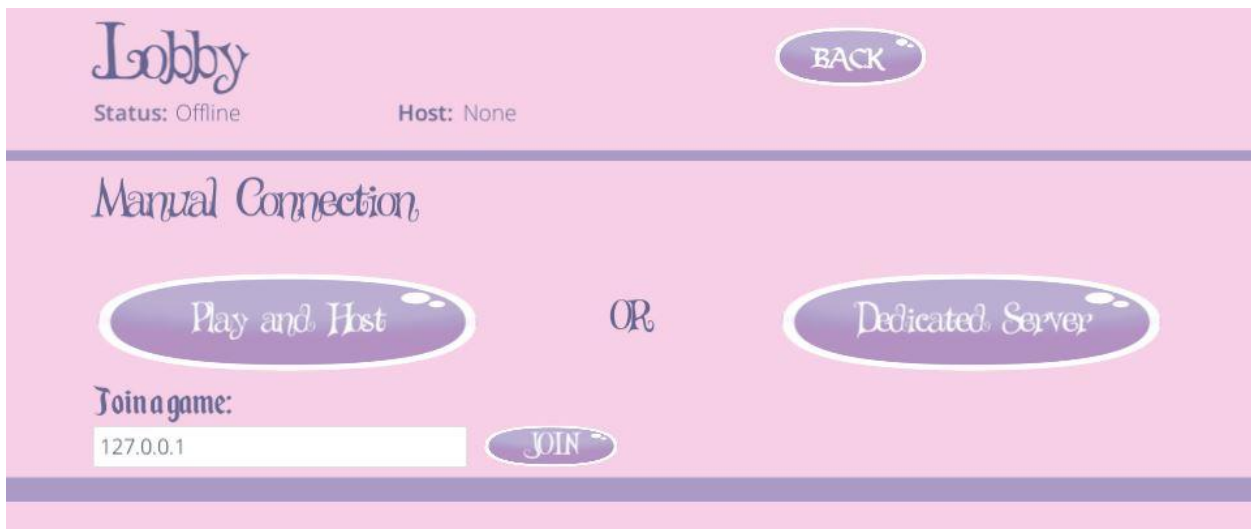 Lobby
BACK
Status: Offline
Host: None
Manual Connection
Play and Host
OR
Dedicated Server
Join a game:
127.0.0.1
JOIN